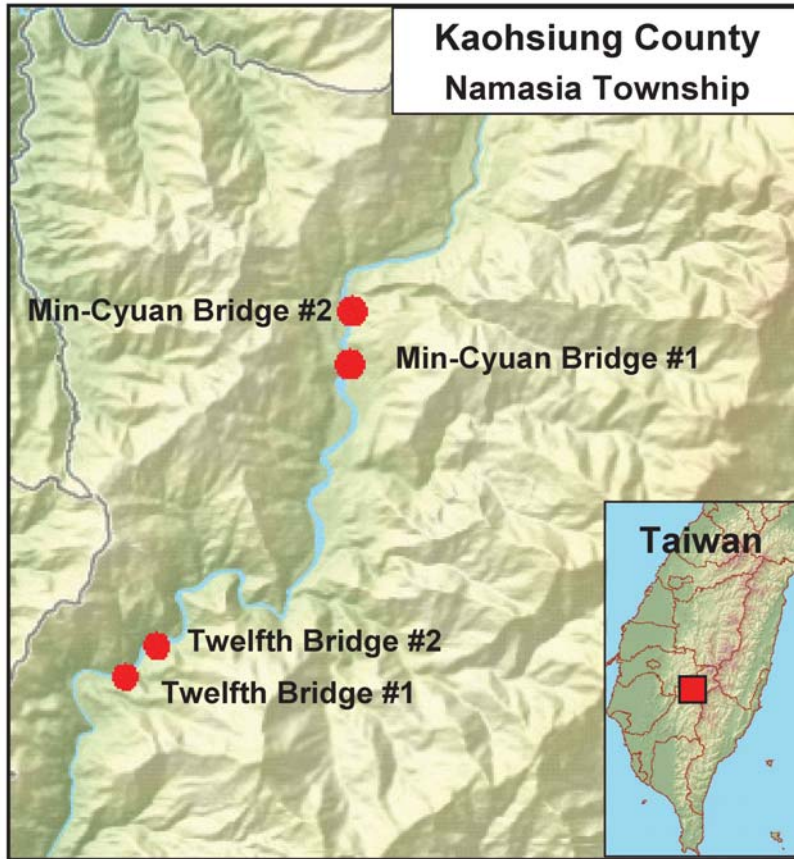 Kaohsiung County
Namasia Township
Min-Cyuan Bridge #2
Min-Cyuan Bridge #1
Taiwan
Twelfth Bridge #2
Twelfth Bridge #1